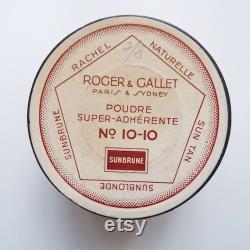 RACHEL
NATURELLE
SUN TAN
SUNBLONDE
SUNBRUNE
ROGER & GALLET
PARIS & SYDNEY
POUDRE
SUPER-ADHÉRENTE
No 10-10
SUNBRUNE
Etsy